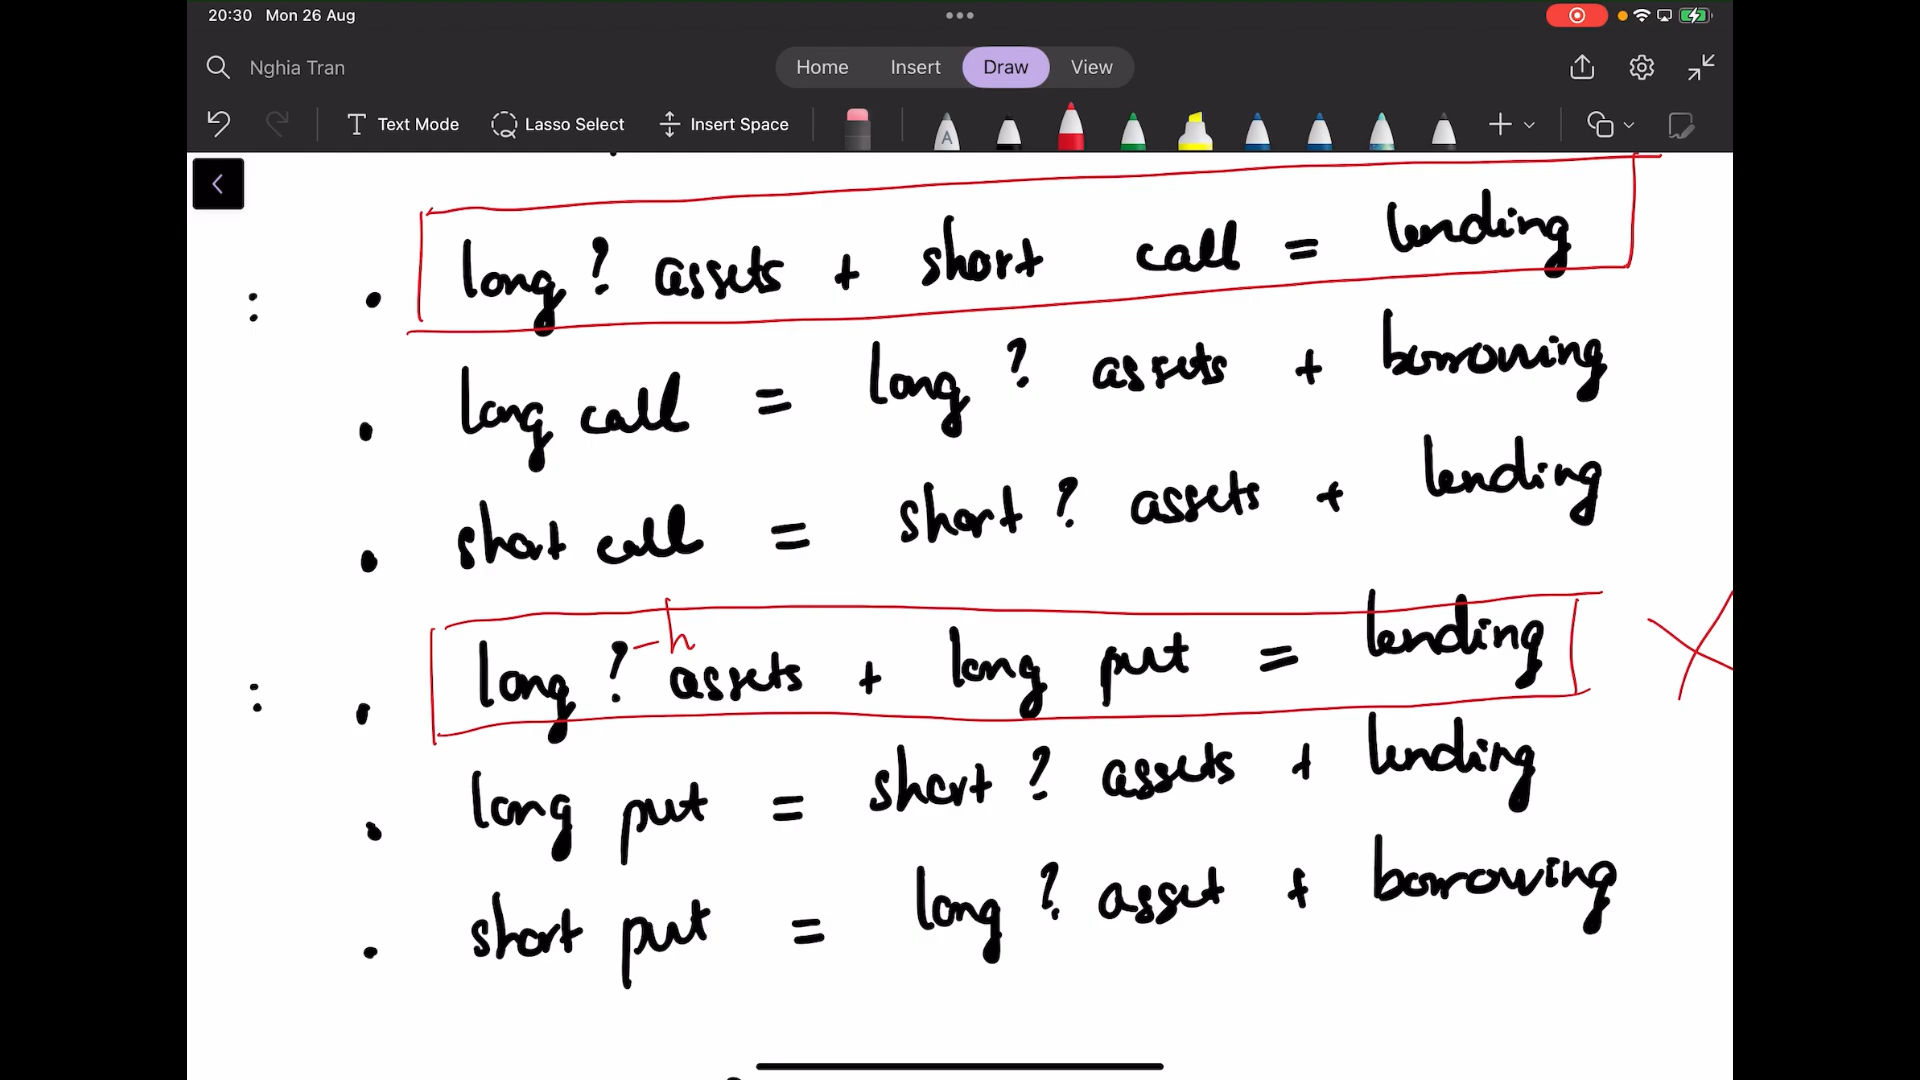 20:30 Mon 26 Aug
Nghia Tran
Home Insert Draw View
Text Mode Lasso Select Insert Space
: • long ? assets + short call = lending
• long call = long ? assets + borrowing
• short call = short ? assets + lending
h
: • long ? assets + long put = lending
• long put = short ? assets + lending
• short put = long ? asset + borrowing